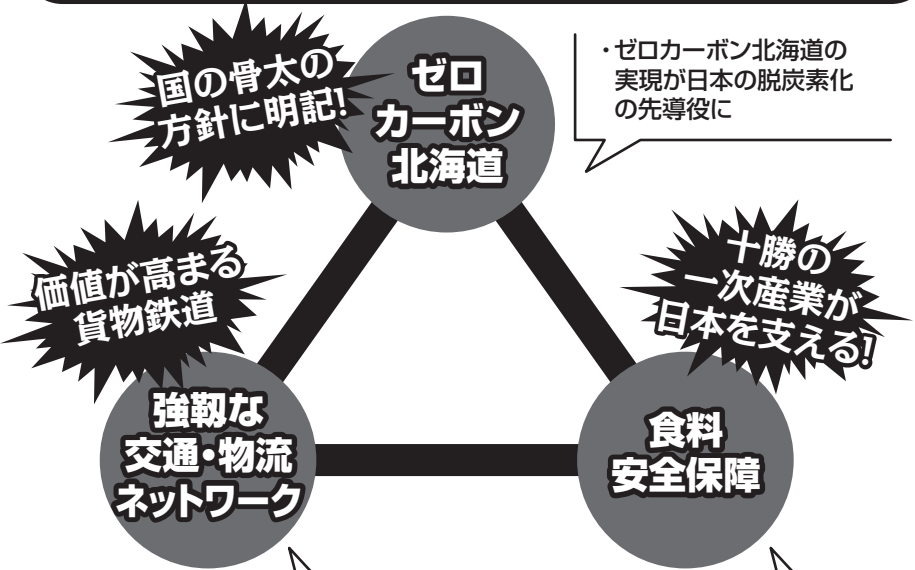 国の骨太の
方針に明記!
ゼロ
カーボン
北海道
・ゼロカーボン北海道の
実現が日本の脱炭素化
の先導役に
価値が高まる
貨物鉄道
十勝の
一次産業が
日本を支える!
強靱な
交通・物流
ネットワーク
食料
安全保障